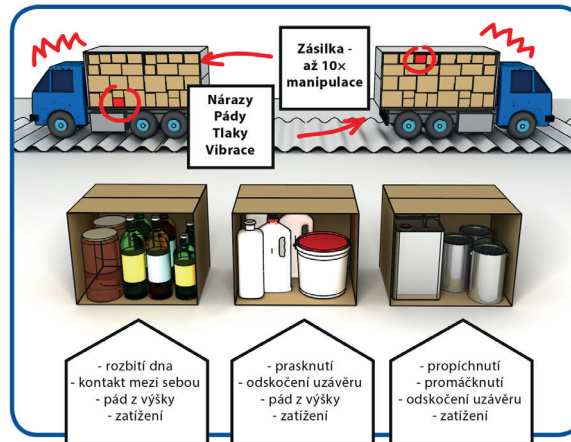 Zásilka -
až 10×
manipulace
Nárazy
Pády
Tlaky
Vibrace
- rozbití dna
- kontakt mezi sebou
- pád z výšky
- zatížení
- prasknutí
- odskočení uzávěru
- pád z výšky
- zatížení
- propíchnutí
- promáčknutí
- odskočení uzávěru
- zatížení